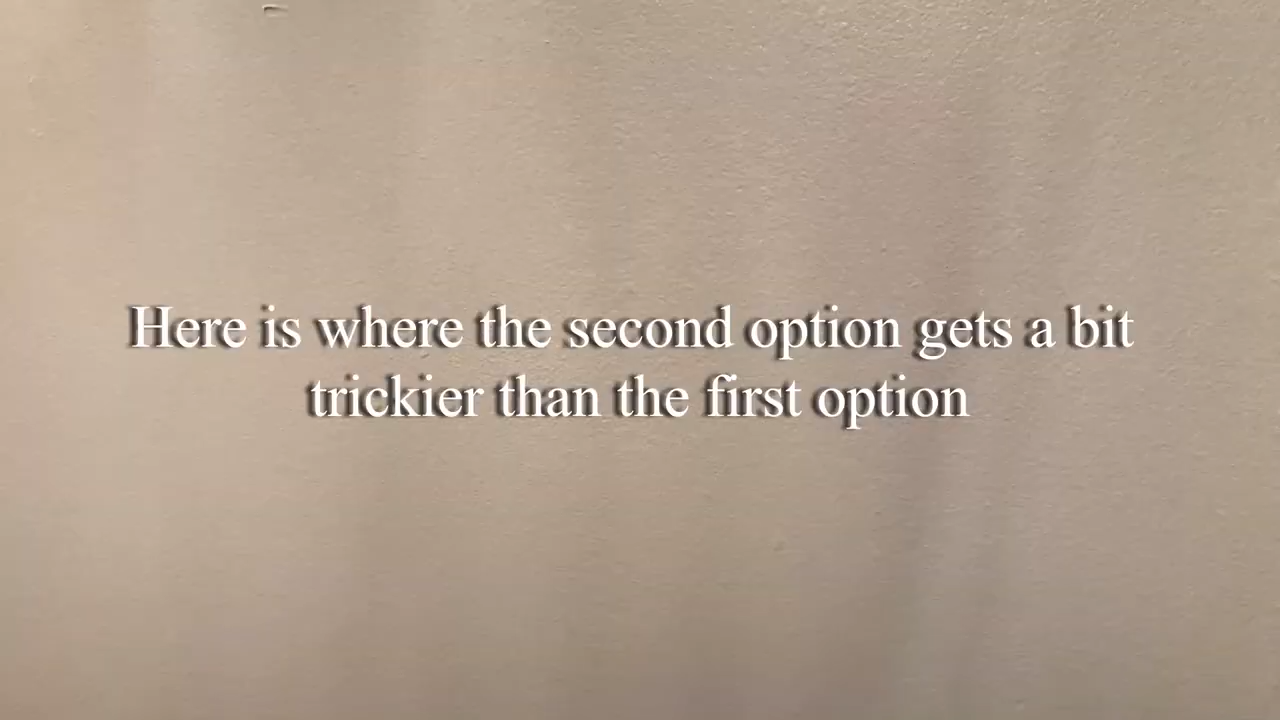 Here is where the second option gets a bit
trickier than the first option